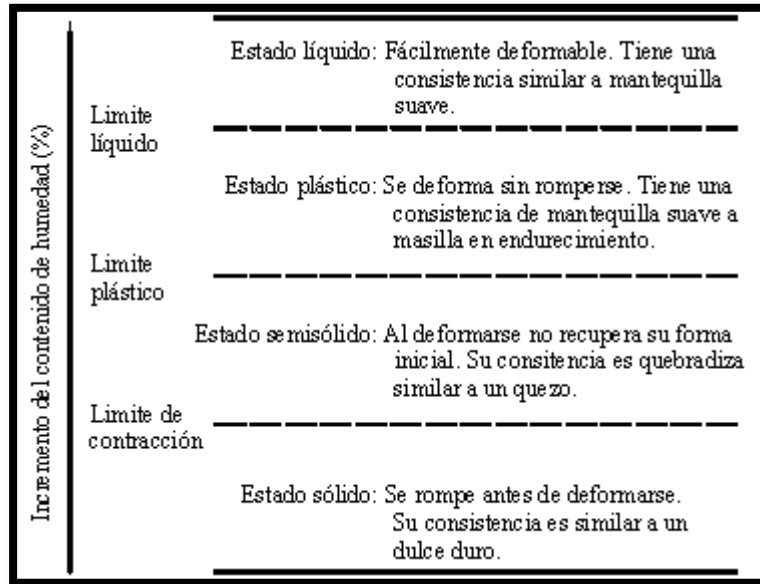 Incremento del contenido de humedad (%)
Estado líquido: Fácilmente deformable. Tiene una
consistencia similar a mantequilla
suave.
Limite
líquido
Estado plástico: Se deforma sin romperse. Tiene una
consistencia de mantequilla suave a
masilla en endurecimiento.
Limite
plástico
Estado semisólido: Al deformarse no recupera su forma
inicial. Su consitencia es quebradiza
similar a un quezo.
Limite de
contracción
Estado sólido: Se rompe antes de deformarse.
Su consistencia es similar a un
dulce duro.